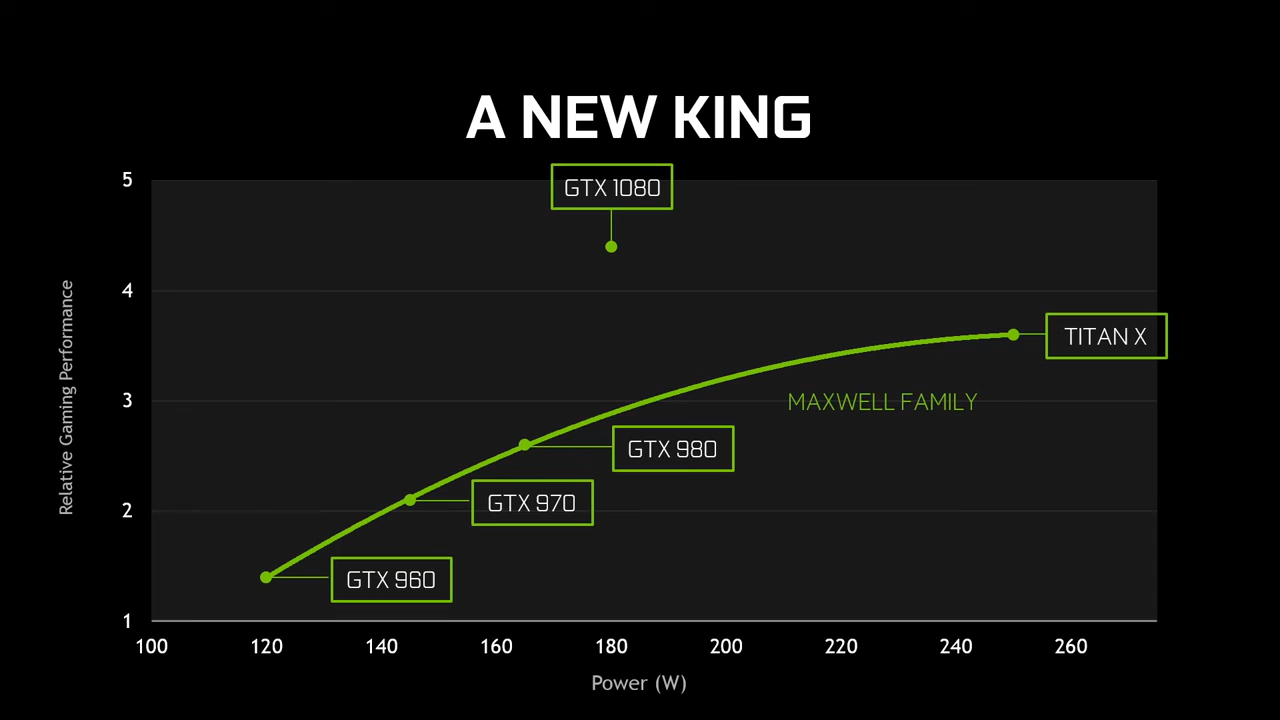 A NEW KING
5
GTX 1080
4
TITAN X
3
MAXWELL FAMILY
GTX 980
GTX 970
2
GTX 960
1
Relative Gaming Performance
100 120 140 160 180 200 220 240 260
Power (W)